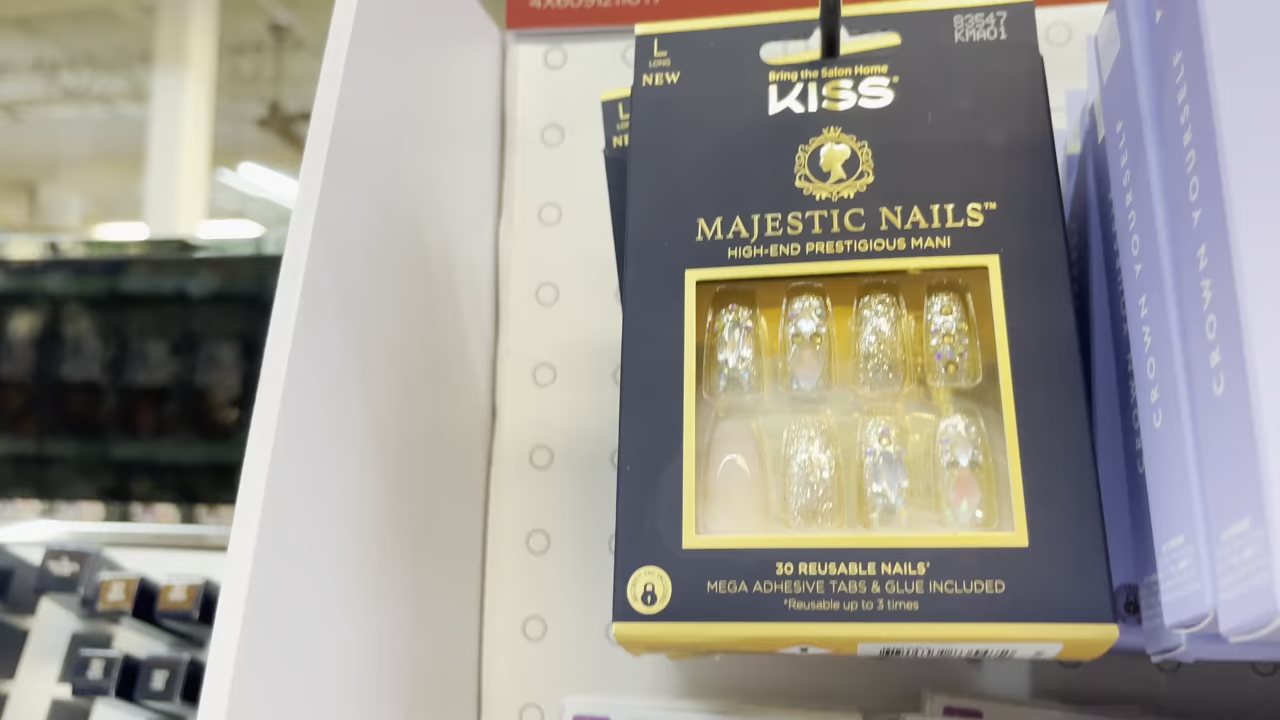 L
LONG
NEW
83547
KMA01
Bring the Salon Home
KISS®
MAJESTIC NAILS™
HIGH-END PRESTIGIOUS MANI
30 REUSABLE NAILS*
MEGA ADHESIVE TABS & GLUE INCLUDED
*Reusable up to 3 times
L
CROWN YOURSELF
CROWN YOURSELF